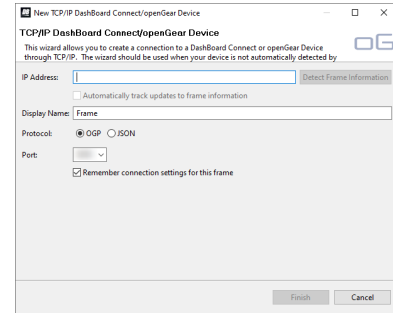 New TCP/IP DashBoard Connect/openGear Device
TCP/IP DashBoard Connect/openGear Device
This wizard allows you to create a connection to a DashBoard Connect or openGear Device
through TCP/IP. The wizard should be used when your device is not automatically detected by
oG
IP Address:
Detect Frame Information
Automatically track updates to frame information
Display Name: Frame
Protocol: OGP JSON
Port:
Remember connection settings for this frame
Finish Cancel